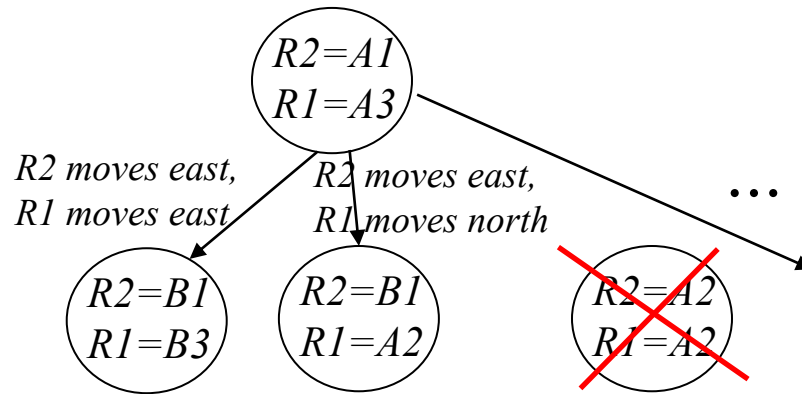 R2=A1
R1=A3
R2 moves east,
R1 moves east
R2 moves east,
R1 moves north
...
R2=B1
R1=B3
R2=B1
R1=A2
R2=A2
R1=A2